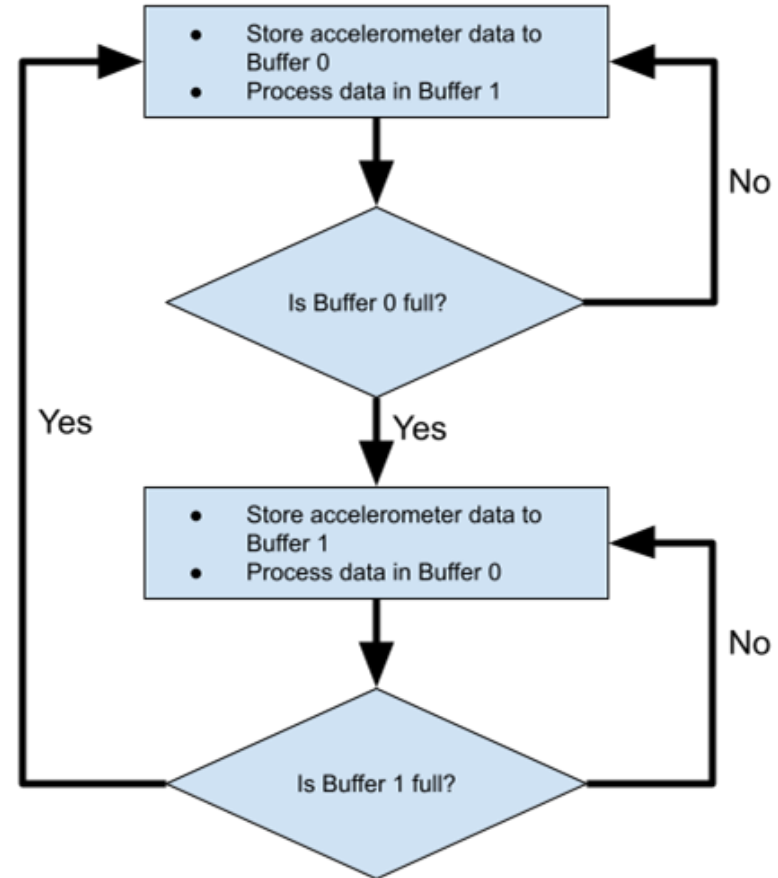 ● Store accelerometer data to
Buffer 0
● Process data in Buffer 1
No
Is Buffer 0 full?
Yes
Yes
● Store accelerometer data to
Buffer 1
● Process data in Buffer 0
No
Is Buffer 1 full?